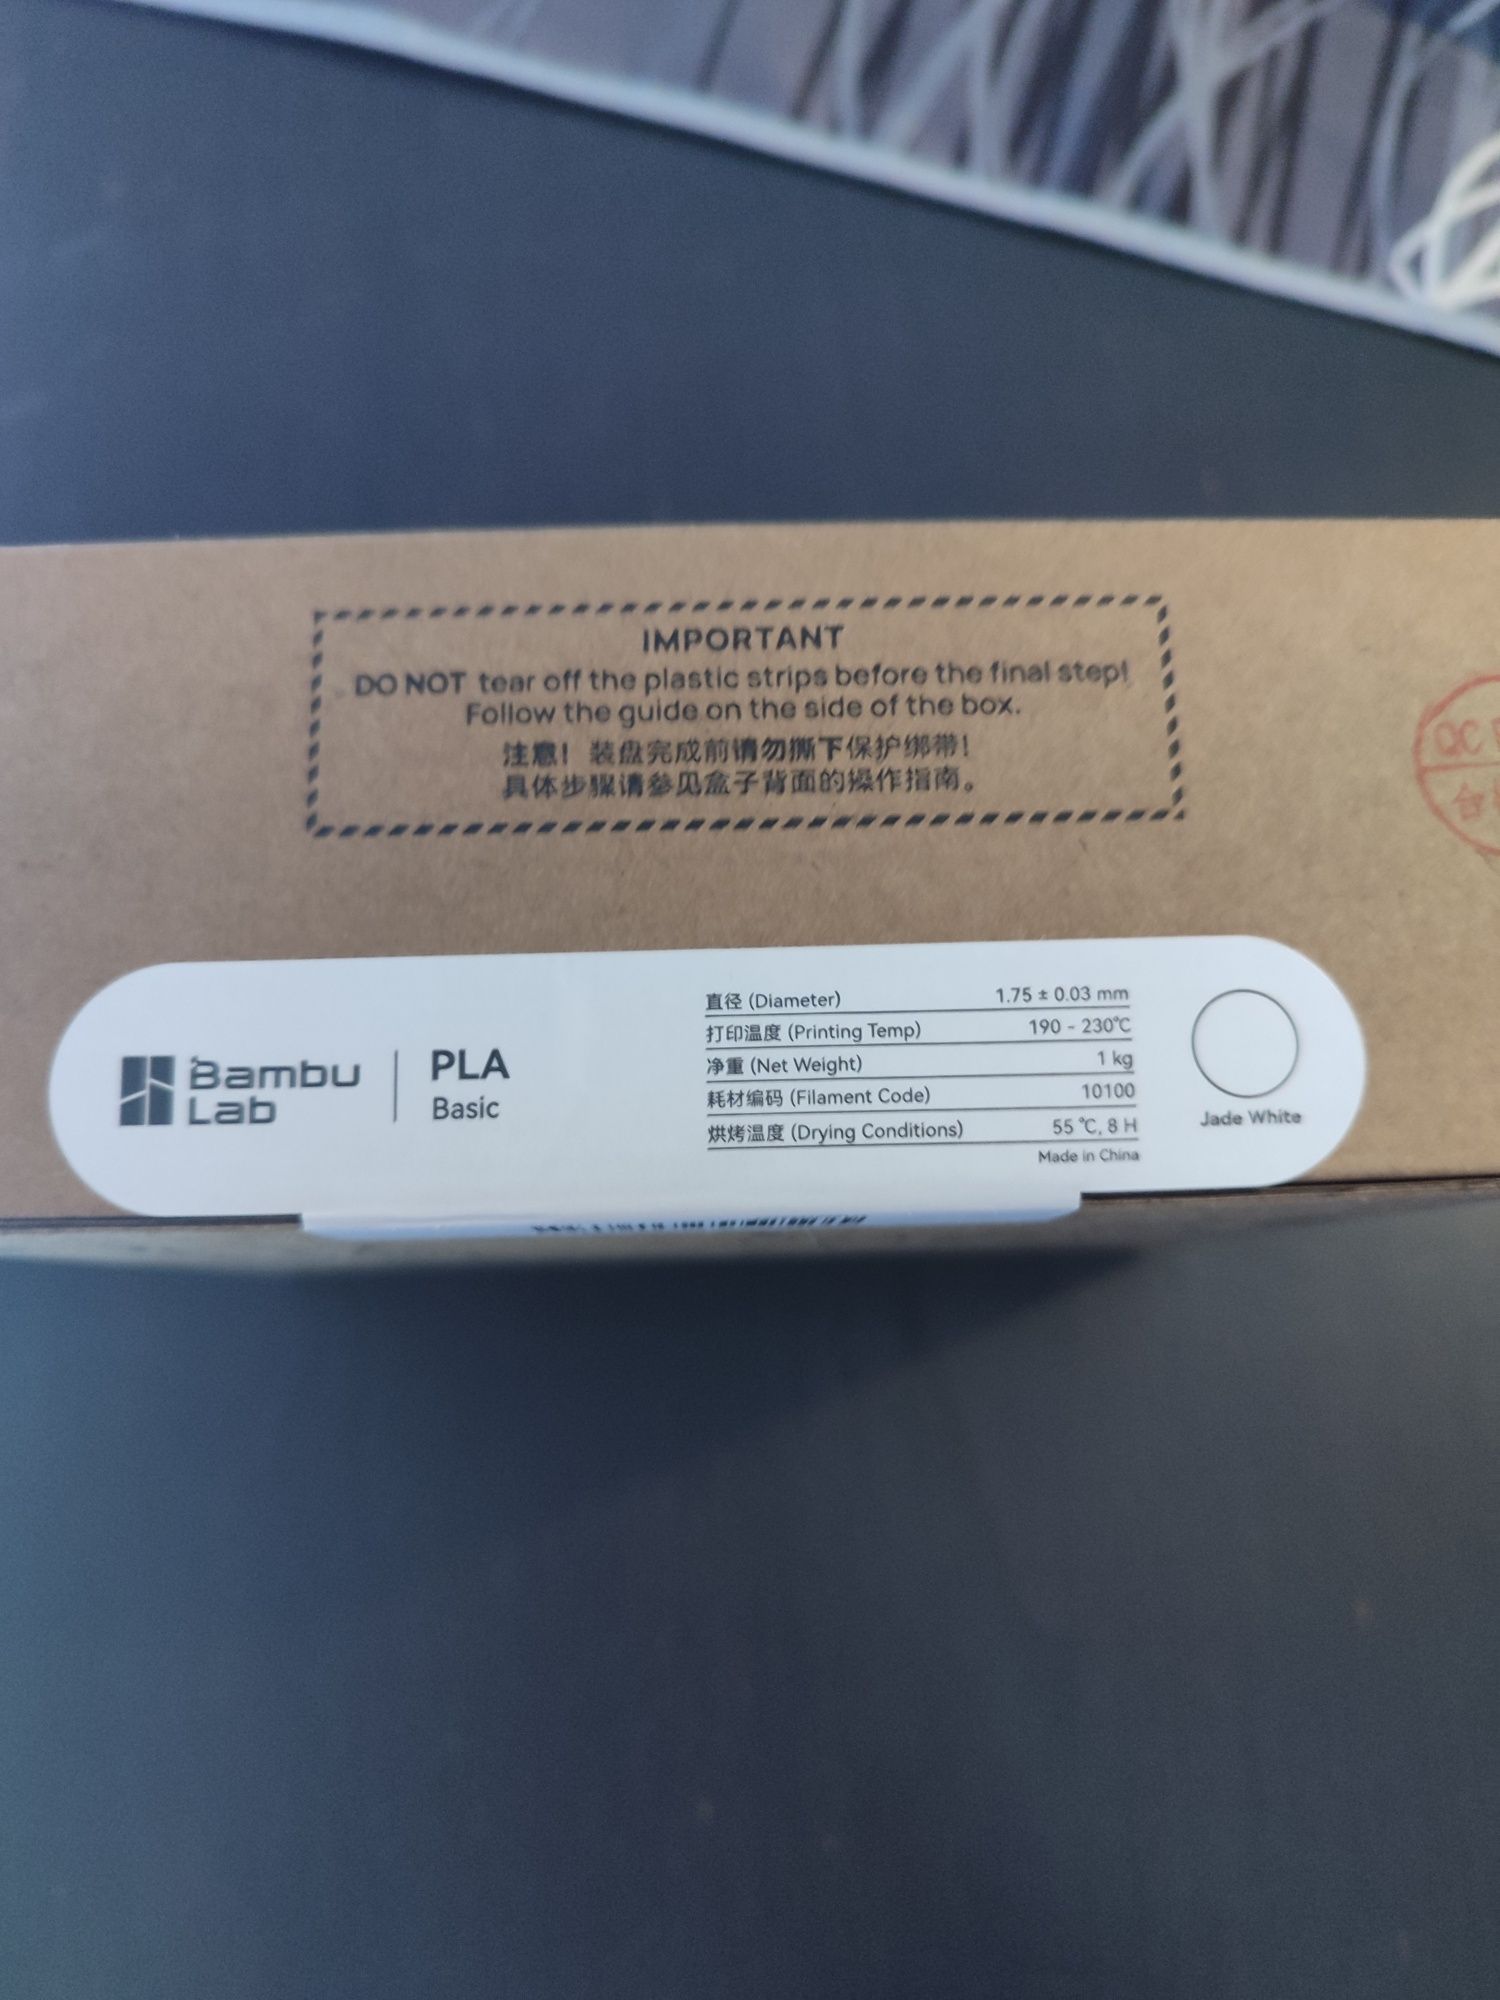 IMPORTANT
DO NOT tear off the plastic strips before the final step!
Follow the guide on the side of the box.
注意！装盘完成前请勿撕下保护绑带！
具体步骤请参见盒子背面的操作指南。
QC
Bambu
Lab
PLA
Basic
直径 (Diameter) 1.75 ± 0.03 mm
打印温度 (Printing Temp) 190 - 230℃
净重 (Net Weight) 1 kg
耗材编码 (Filament Code) 10100
烘烤温度 (Drying Conditions) 55 ℃, 8 H
Made in China
Jade White